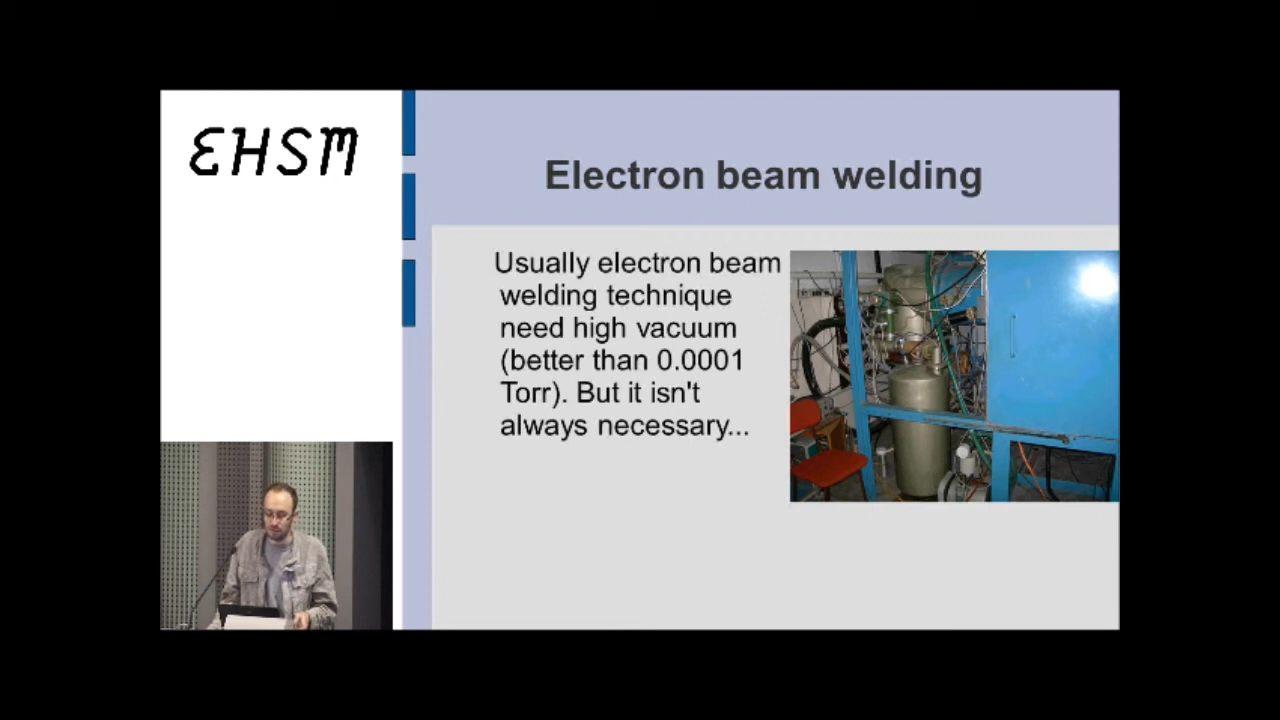 EHSM
Electron beam welding
Usually electron beam
welding technique
need high vacuum
(better than 0.0001
Torr). But it isn't
always necessary...